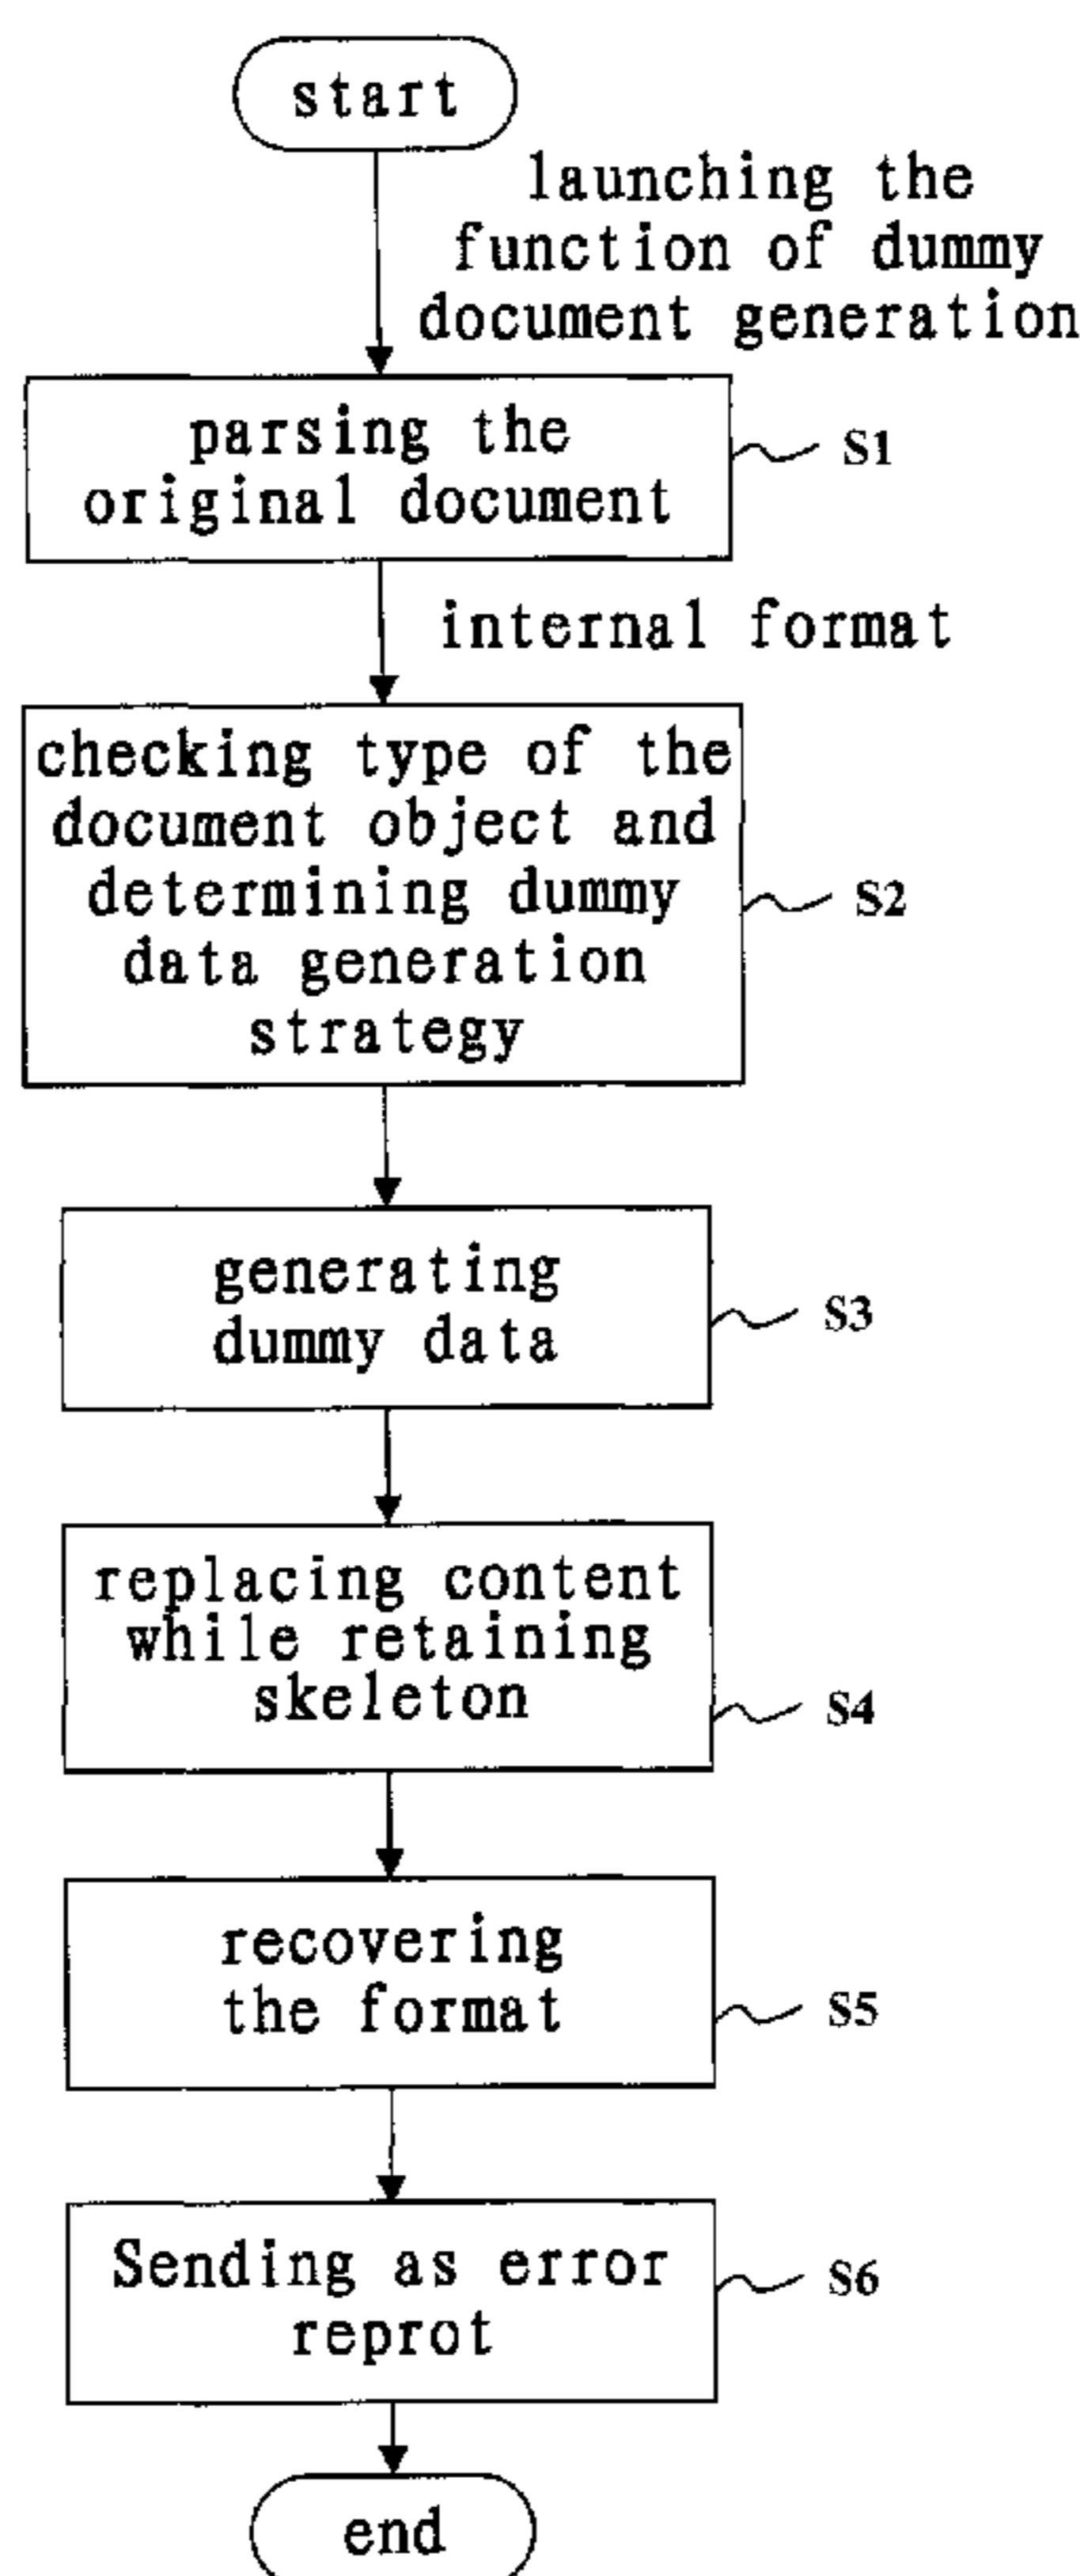 start
launching the
function of dummy
document generation
parsing the
original document
S1
internal format
checking type of the
document object and
determining dummy
data generation
strategy
S2
generating
dummy data
S3
replacing content
while retaining
skeleton
S4
recovering
the format
S5
Sending as error
reprot
S6
end